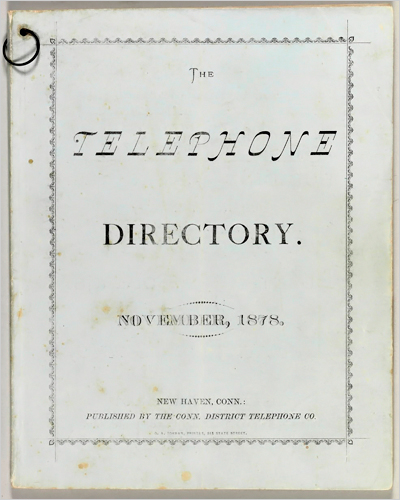 The
TELEPHONE
DIRECTORY.
NOVEMBER, 1878.
NEW HAVEN, CONN.:
PUBLISHED BY THE CONN. DISTRICT TELEPHONE CO.